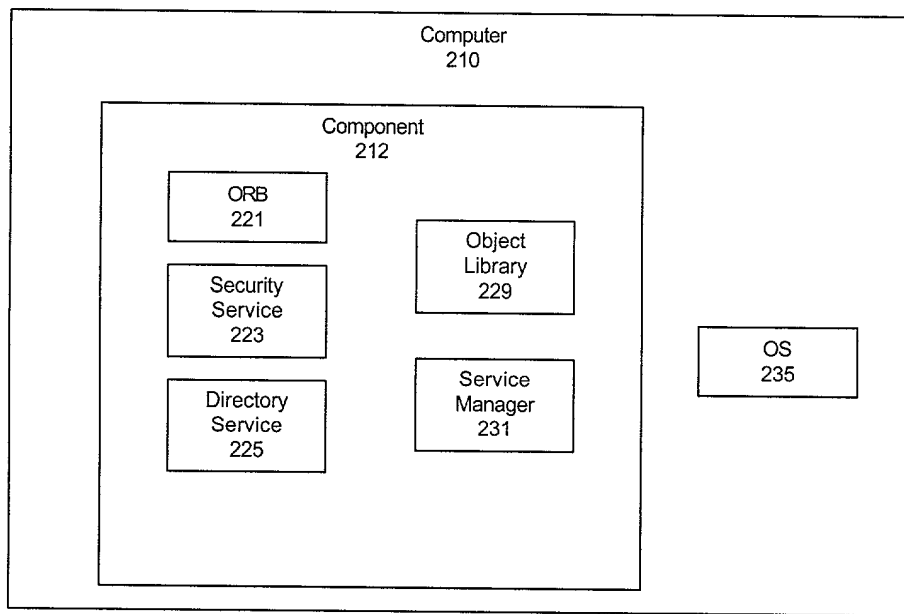 Computer
210
Component
212
ORB
221
Security
Service
223
Directory
Service
225
Object
Library
229
Service
Manager
231
OS
235